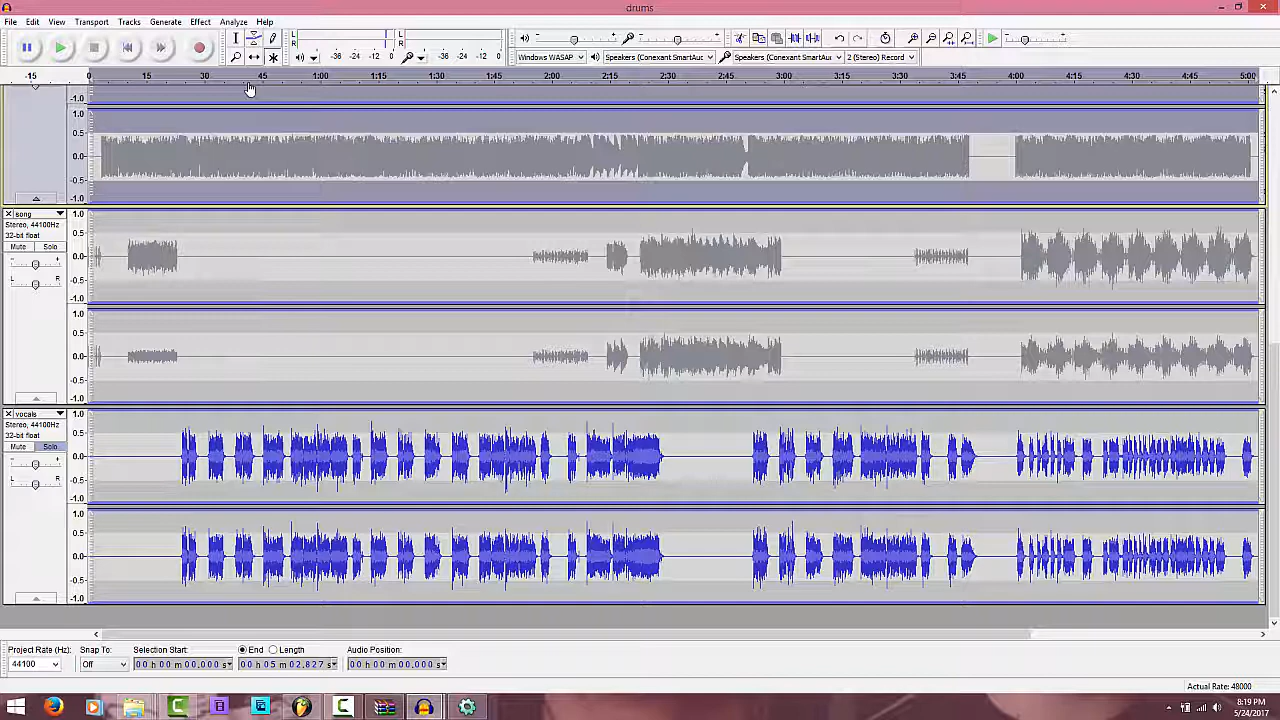 drums
File Edit View Transport Tracks Generate Effect Analyze Help
L
R
-36 -24 -12 0
-36 -24 -12 0
Windows WASAP
Speakers (Conexant SmartAuc
Speakers (Conexant SmartAuc
2 (Stereo) Record
-15 0 15 30 45 1:00 1:15 1:30 1:45 2:00 2:15 2:30 2:45 3:00 3:15 3:30 3:45 4:00 4:15 4:30 4:45 5:00
-1.0
1.0
0.5
0.0
-0.5
-1.0
song
Stereo, 44100Hz
32-bit float
Mute Solo
- +
L R
1.0
0.5
0.0
-0.5
-1.0
1.0
0.5
0.0
-0.5
-1.0
vocals
Stereo, 44100Hz
32-bit float
Mute Solo
- +
L R
1.0
0.5
0.0
-0.5
-1.0
1.0
0.5
0.0
-0.5
-1.0
Project Rate (Hz): Snap To: Selection Start: End Length Audio Position:
44100 Off 00 h 00 m 00.000 s 00 h 05 m 02.827 s 00 h 00 m 00.000 s
Actual Rate: 48000
8:19 PM
5/24/2017